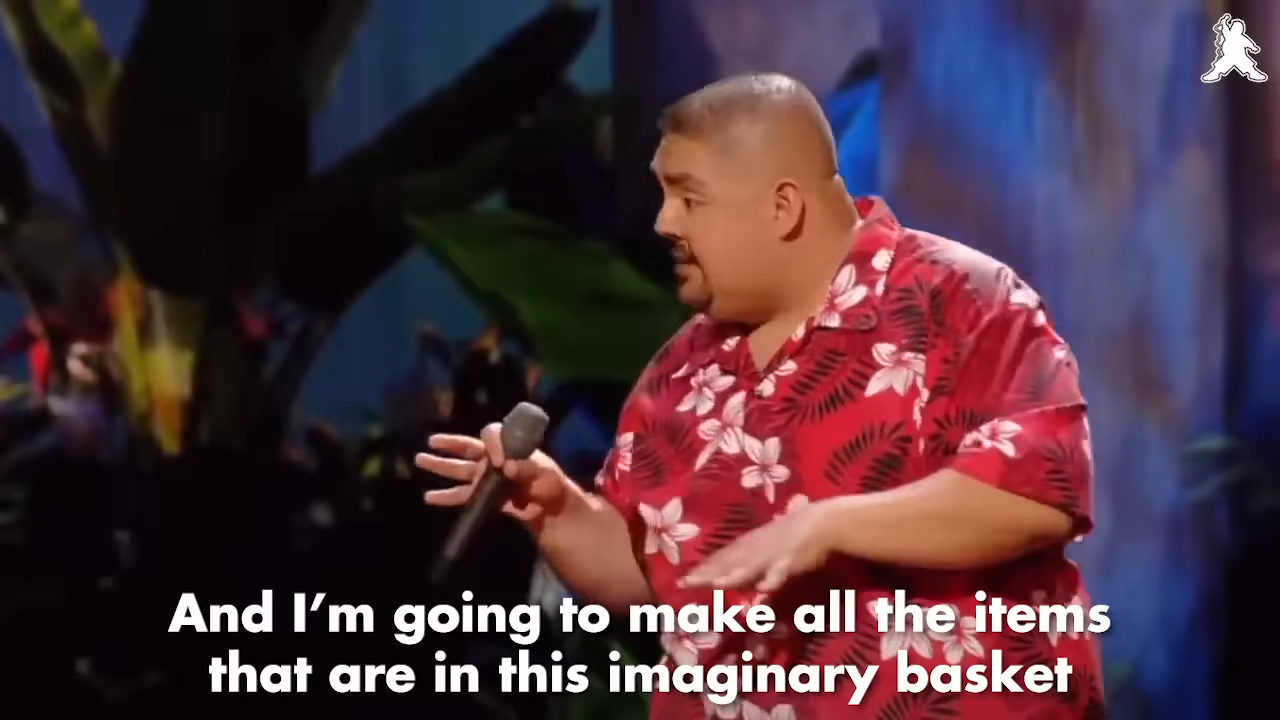 And I’m going to make all the items
that are in this imaginary basket